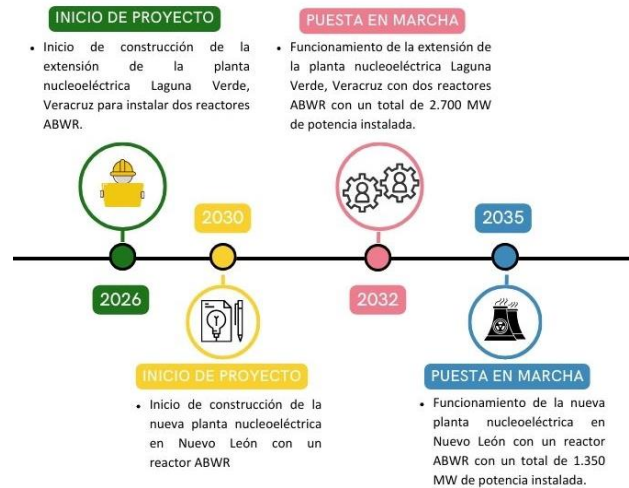 INICIO DE PROYECTO
• Inicio de construcción de la
extensión de la planta
nucleoeléctrica Laguna Verde,
Veracruz para instalar dos reactores
ABWR.
PUESTA EN MARCHA
• Funcionamiento de la extensión de
la planta nucleoeléctrica Laguna
Verde, Veracruz con dos reactores
ABWR con un total de 2.700 MW
de potencia instalada.
2030
2035
2026
2032
INICIO DE PROYECTO
• Inicio de construcción de la
nueva planta nucleoeléctrica
en Nuevo León con un
reactor ABWR
PUESTA EN MARCHA
• Funcionamiento de la nueva
planta nucleoeléctrica en
Nuevo León con un reactor
ABWR con un total de 1.350
MW de potencia instalada.